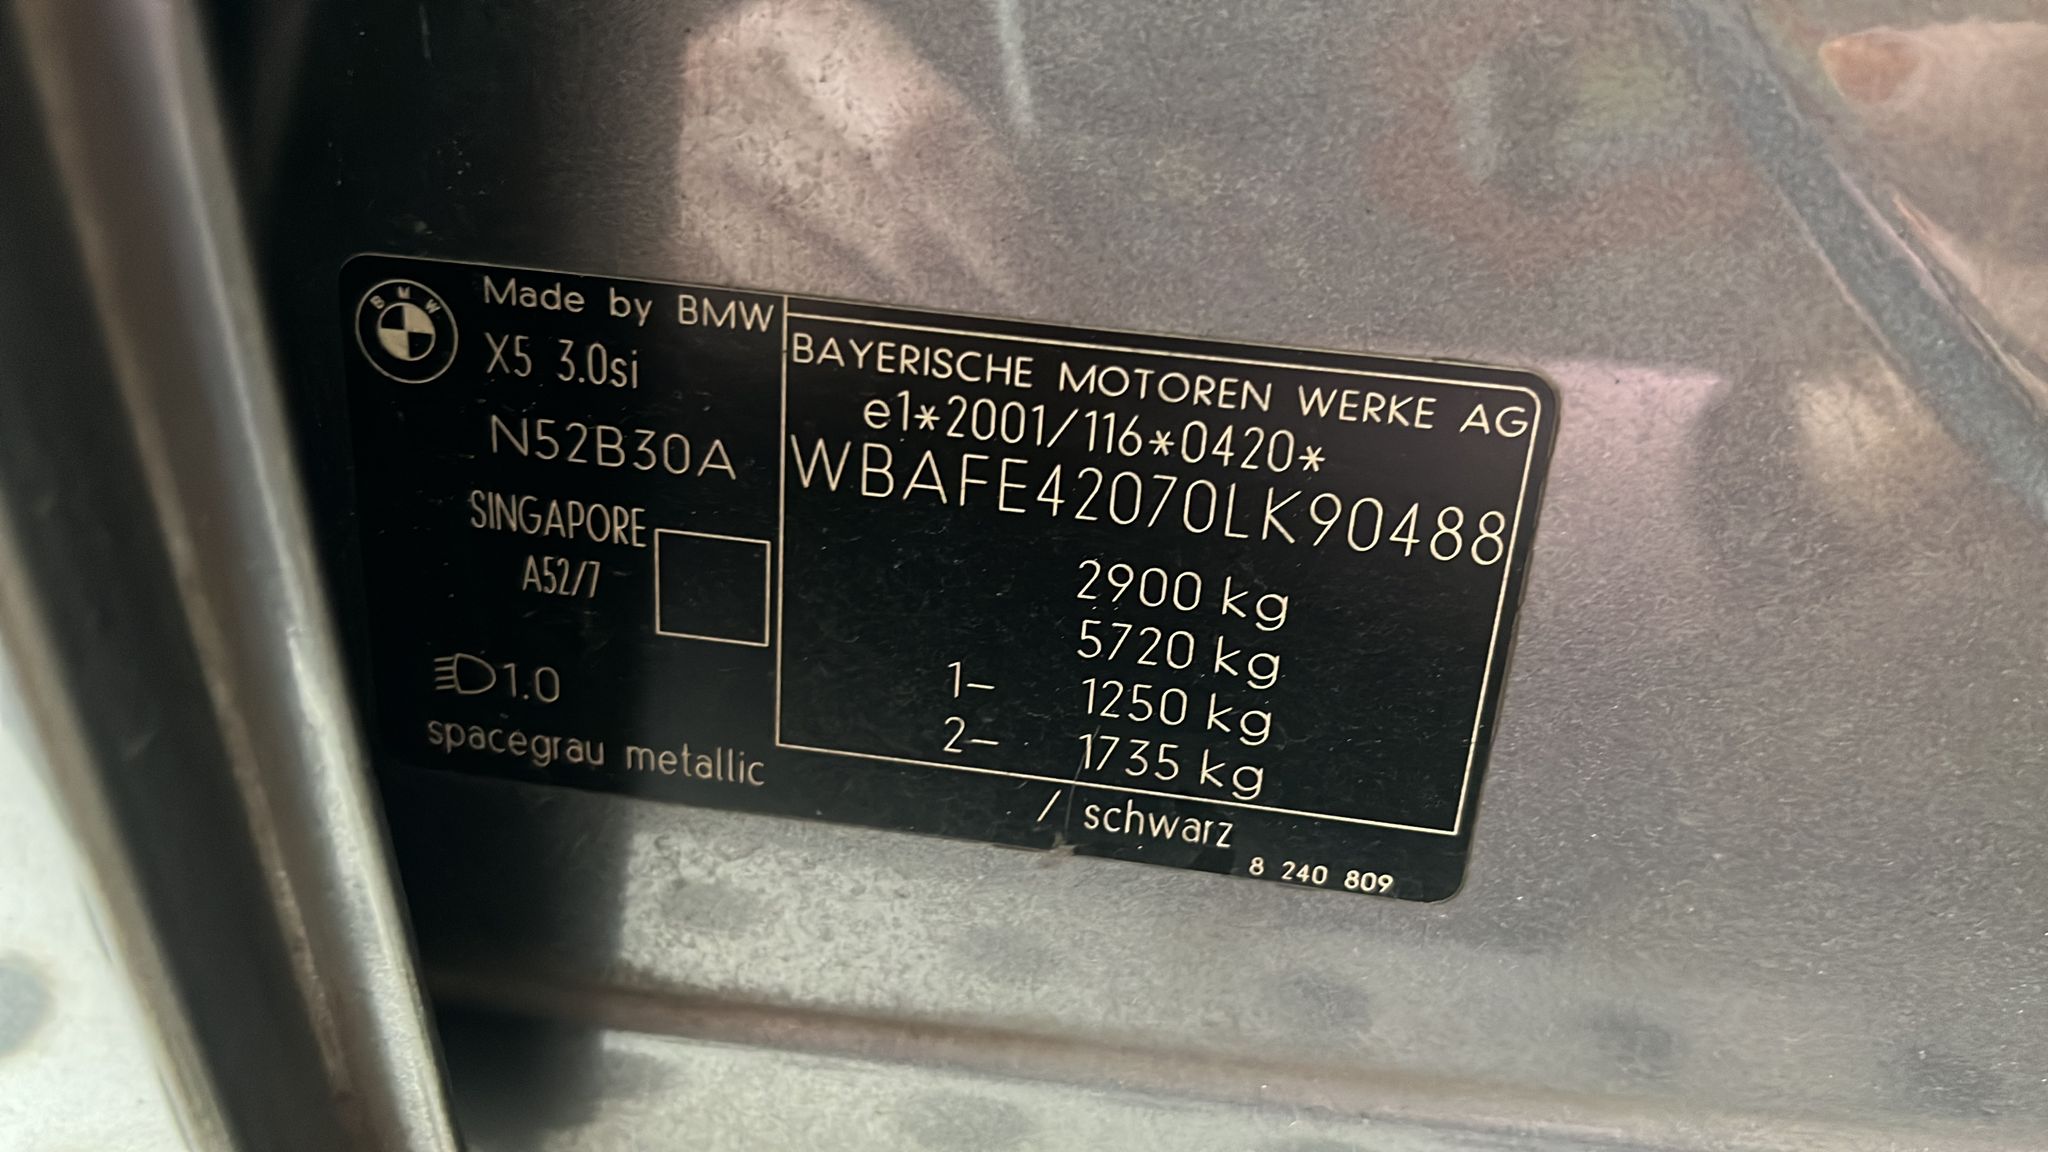 BMW
Made by BMW
X5 3.0si
N52B30A
SINGAPORE
A52/7
1.0
spacegrau metallic
BAYERISCHE MOTOREN WERKE AG
e1*2001/116*0420*
WBAFE42070LK90488
2900 kg
5720 kg
1– 1250 kg
2– 1735 kg
/ schwarz
8 240 809